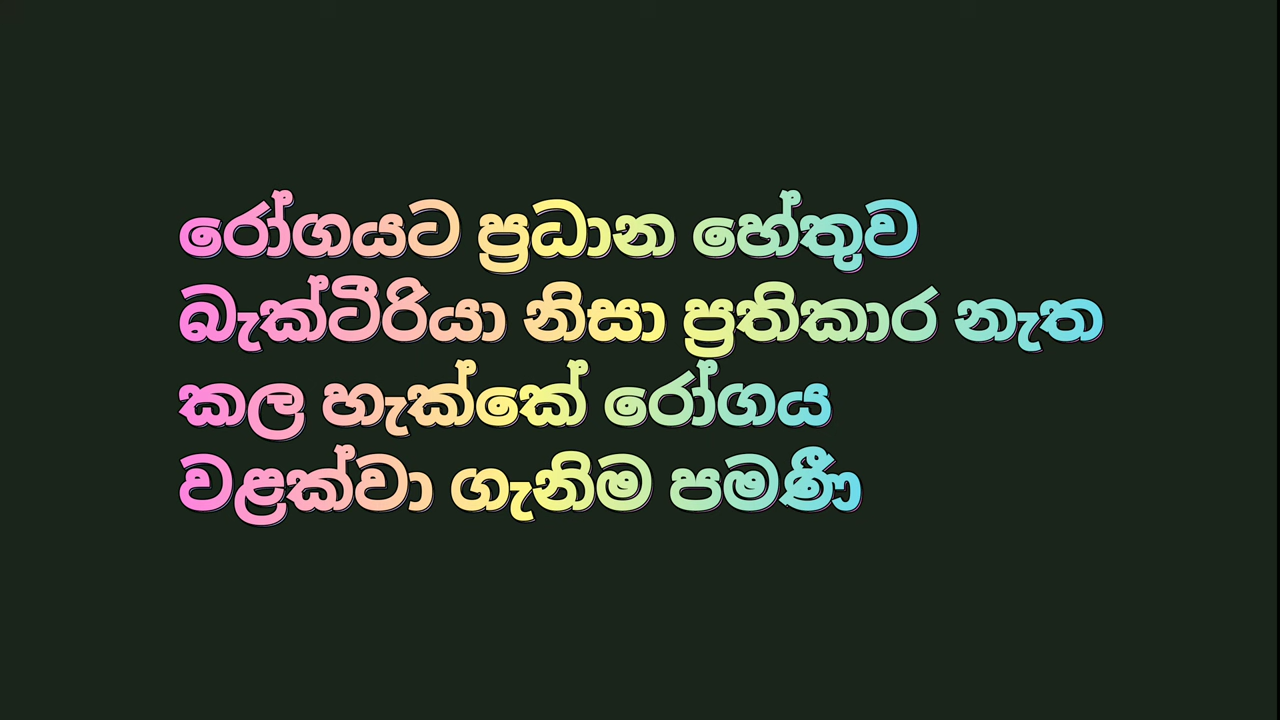 රෝගයට ප්‍රධාන හේතුව
බැක්ටීරියා නිසා ප්‍රතිකාර නැත
කල හැක්කේ රෝගය
වළක්වා ගැනිම පමණී